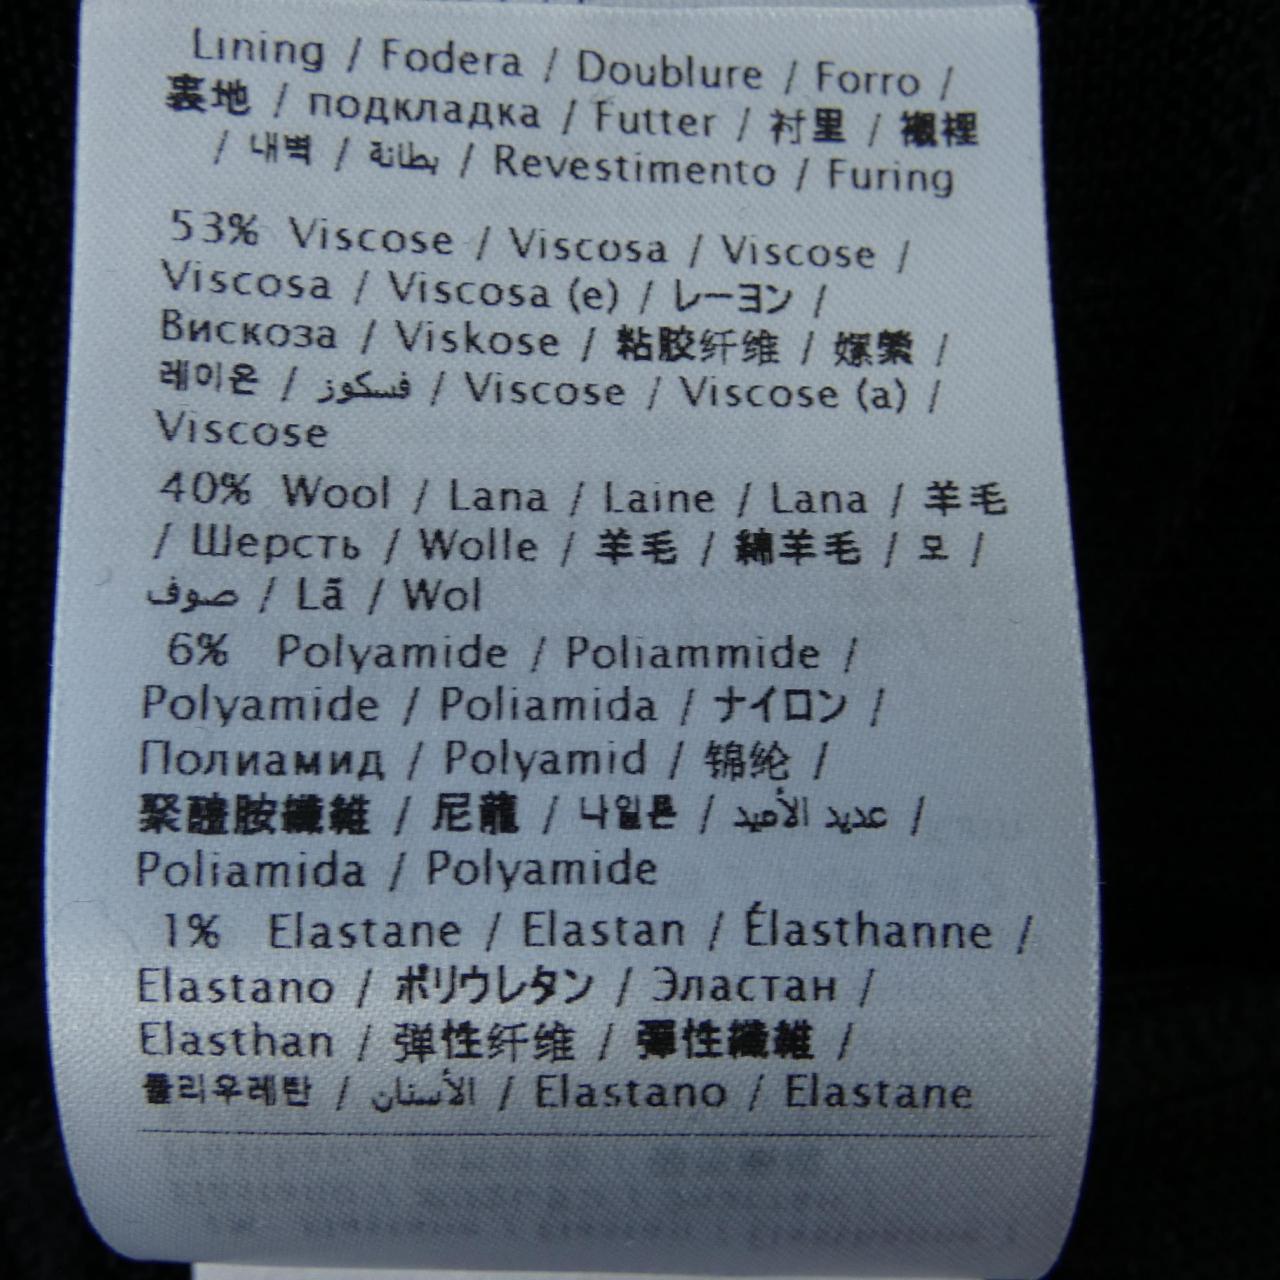 Lining / Fodera / Doublure / Forro /
裏地 / подкладка / Futter / 衬里 / 襯裡
/ 내벽 / بطانة / Revestimento / Furing
53% Viscose / Viscosa / Viscose /
Viscosa / Viscosa (e) / レーヨン /
Вискоза / Viskose / 粘胶纤维 / 嫘縈 /
레이온 / فسكوز / Viscose / Viscose (a) /
Viscose
40% Wool / Lana / Laine / Lana / 羊毛
/ Шерсть / Wolle / 羊毛 / 綿羊毛 / 모 /
صوف / Lã / Wol
6% Polyamide / Poliammide /
Polyamide / Poliamida / ナイロン /
Полиамид / Polyamid / 锦纶 /
聚醯胺纖維 / 尼龍 / 나일론 / عديد الأميد /
Poliamida / Polyamide
1% Elastane / Elastan / Élasthanne /
Elastano / ポリウレタン / Эластан /
Elasthan / 弹性纤维 / 彈性纖維 /
폴리우레탄 / الأستان / Elastano / Elastane